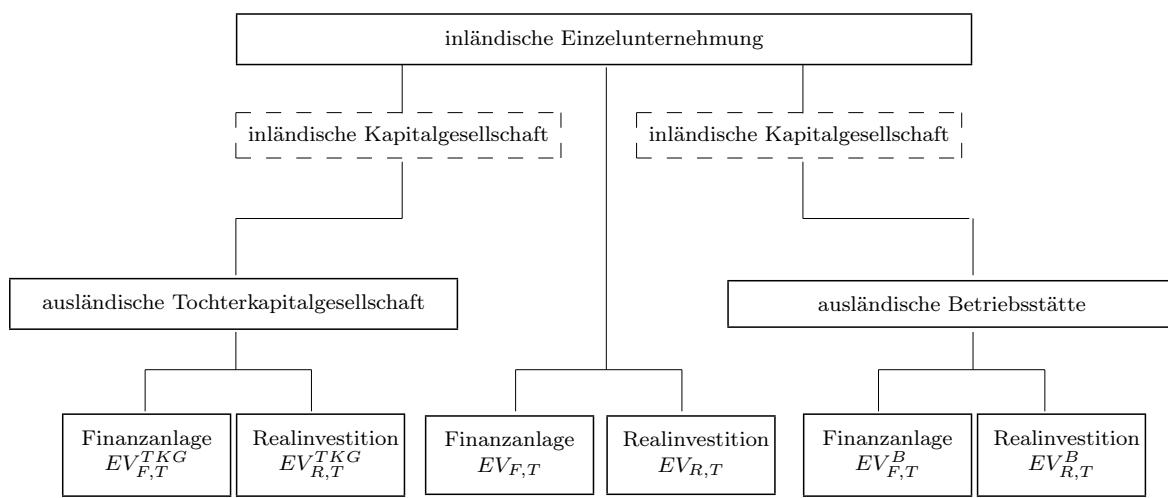 inländische Einzelunternehmung
inländische Kapitalgesellschaft
inländische Kapitalgesellschaft
ausländische Tochterkapitalgesellschaft
ausländische Betriebsstätte
Finanzanlage
$EV_{F,T}^{TKG}$
Realinvestition
$EV_{R,T}^{TKG}$
Finanzanlage
$EV_{F,T}$
Realinvestition
$EV_{R,T}$
Finanzanlage
$EV_{F,T}^{B}$
Realinvestition
$EV_{R,T}^{B}$